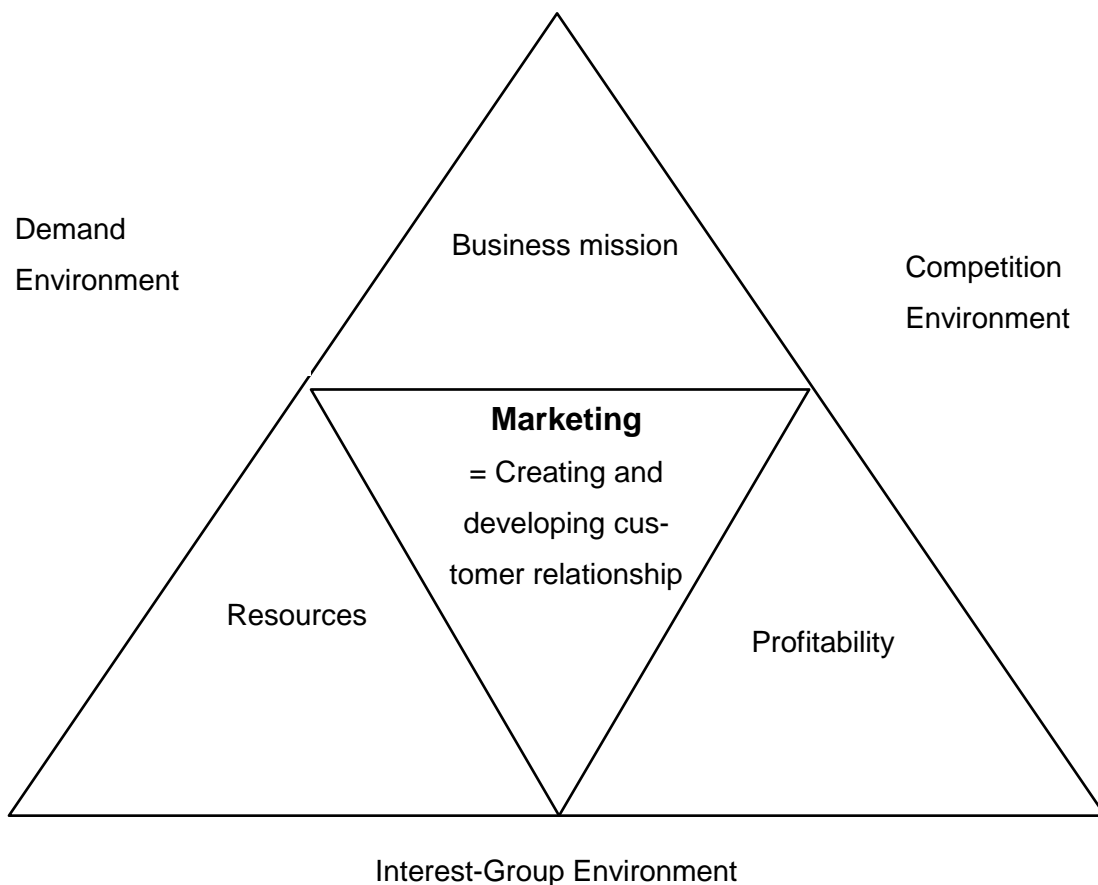 Demand
Environment
Business mission
Competition
Environment
Marketing
= Creating and
developing cus-
tomer relationship
Resources
Profitability
Interest-Group Environment